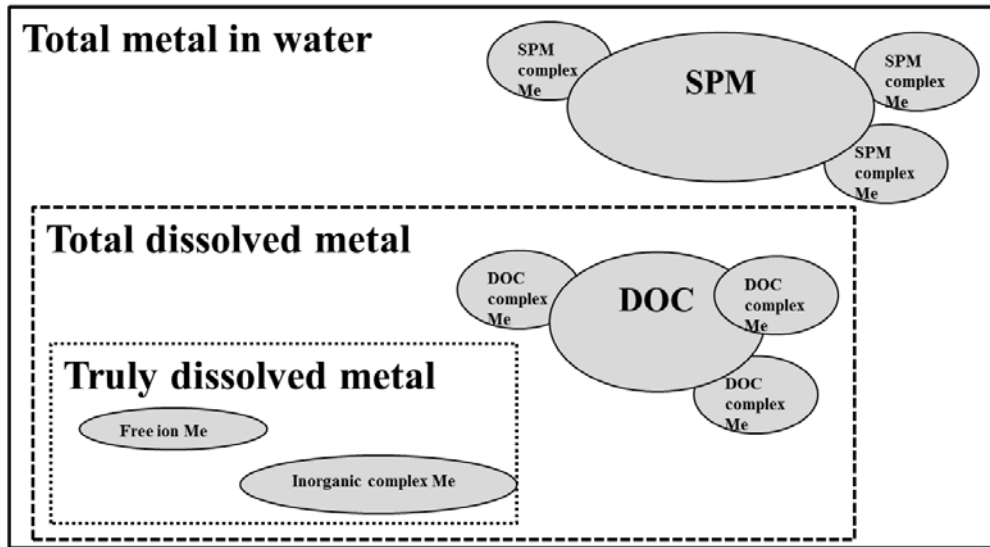 Total metal in water
SPM
complex
Me
SPM
SPM
complex
Me
SPM
complex
Me
Total dissolved metal
DOC
complex
Me
DOC
DOC
complex
Me
DOC
complex
Me
Truly dissolved metal
Free ion Me
Inorganic complex Me